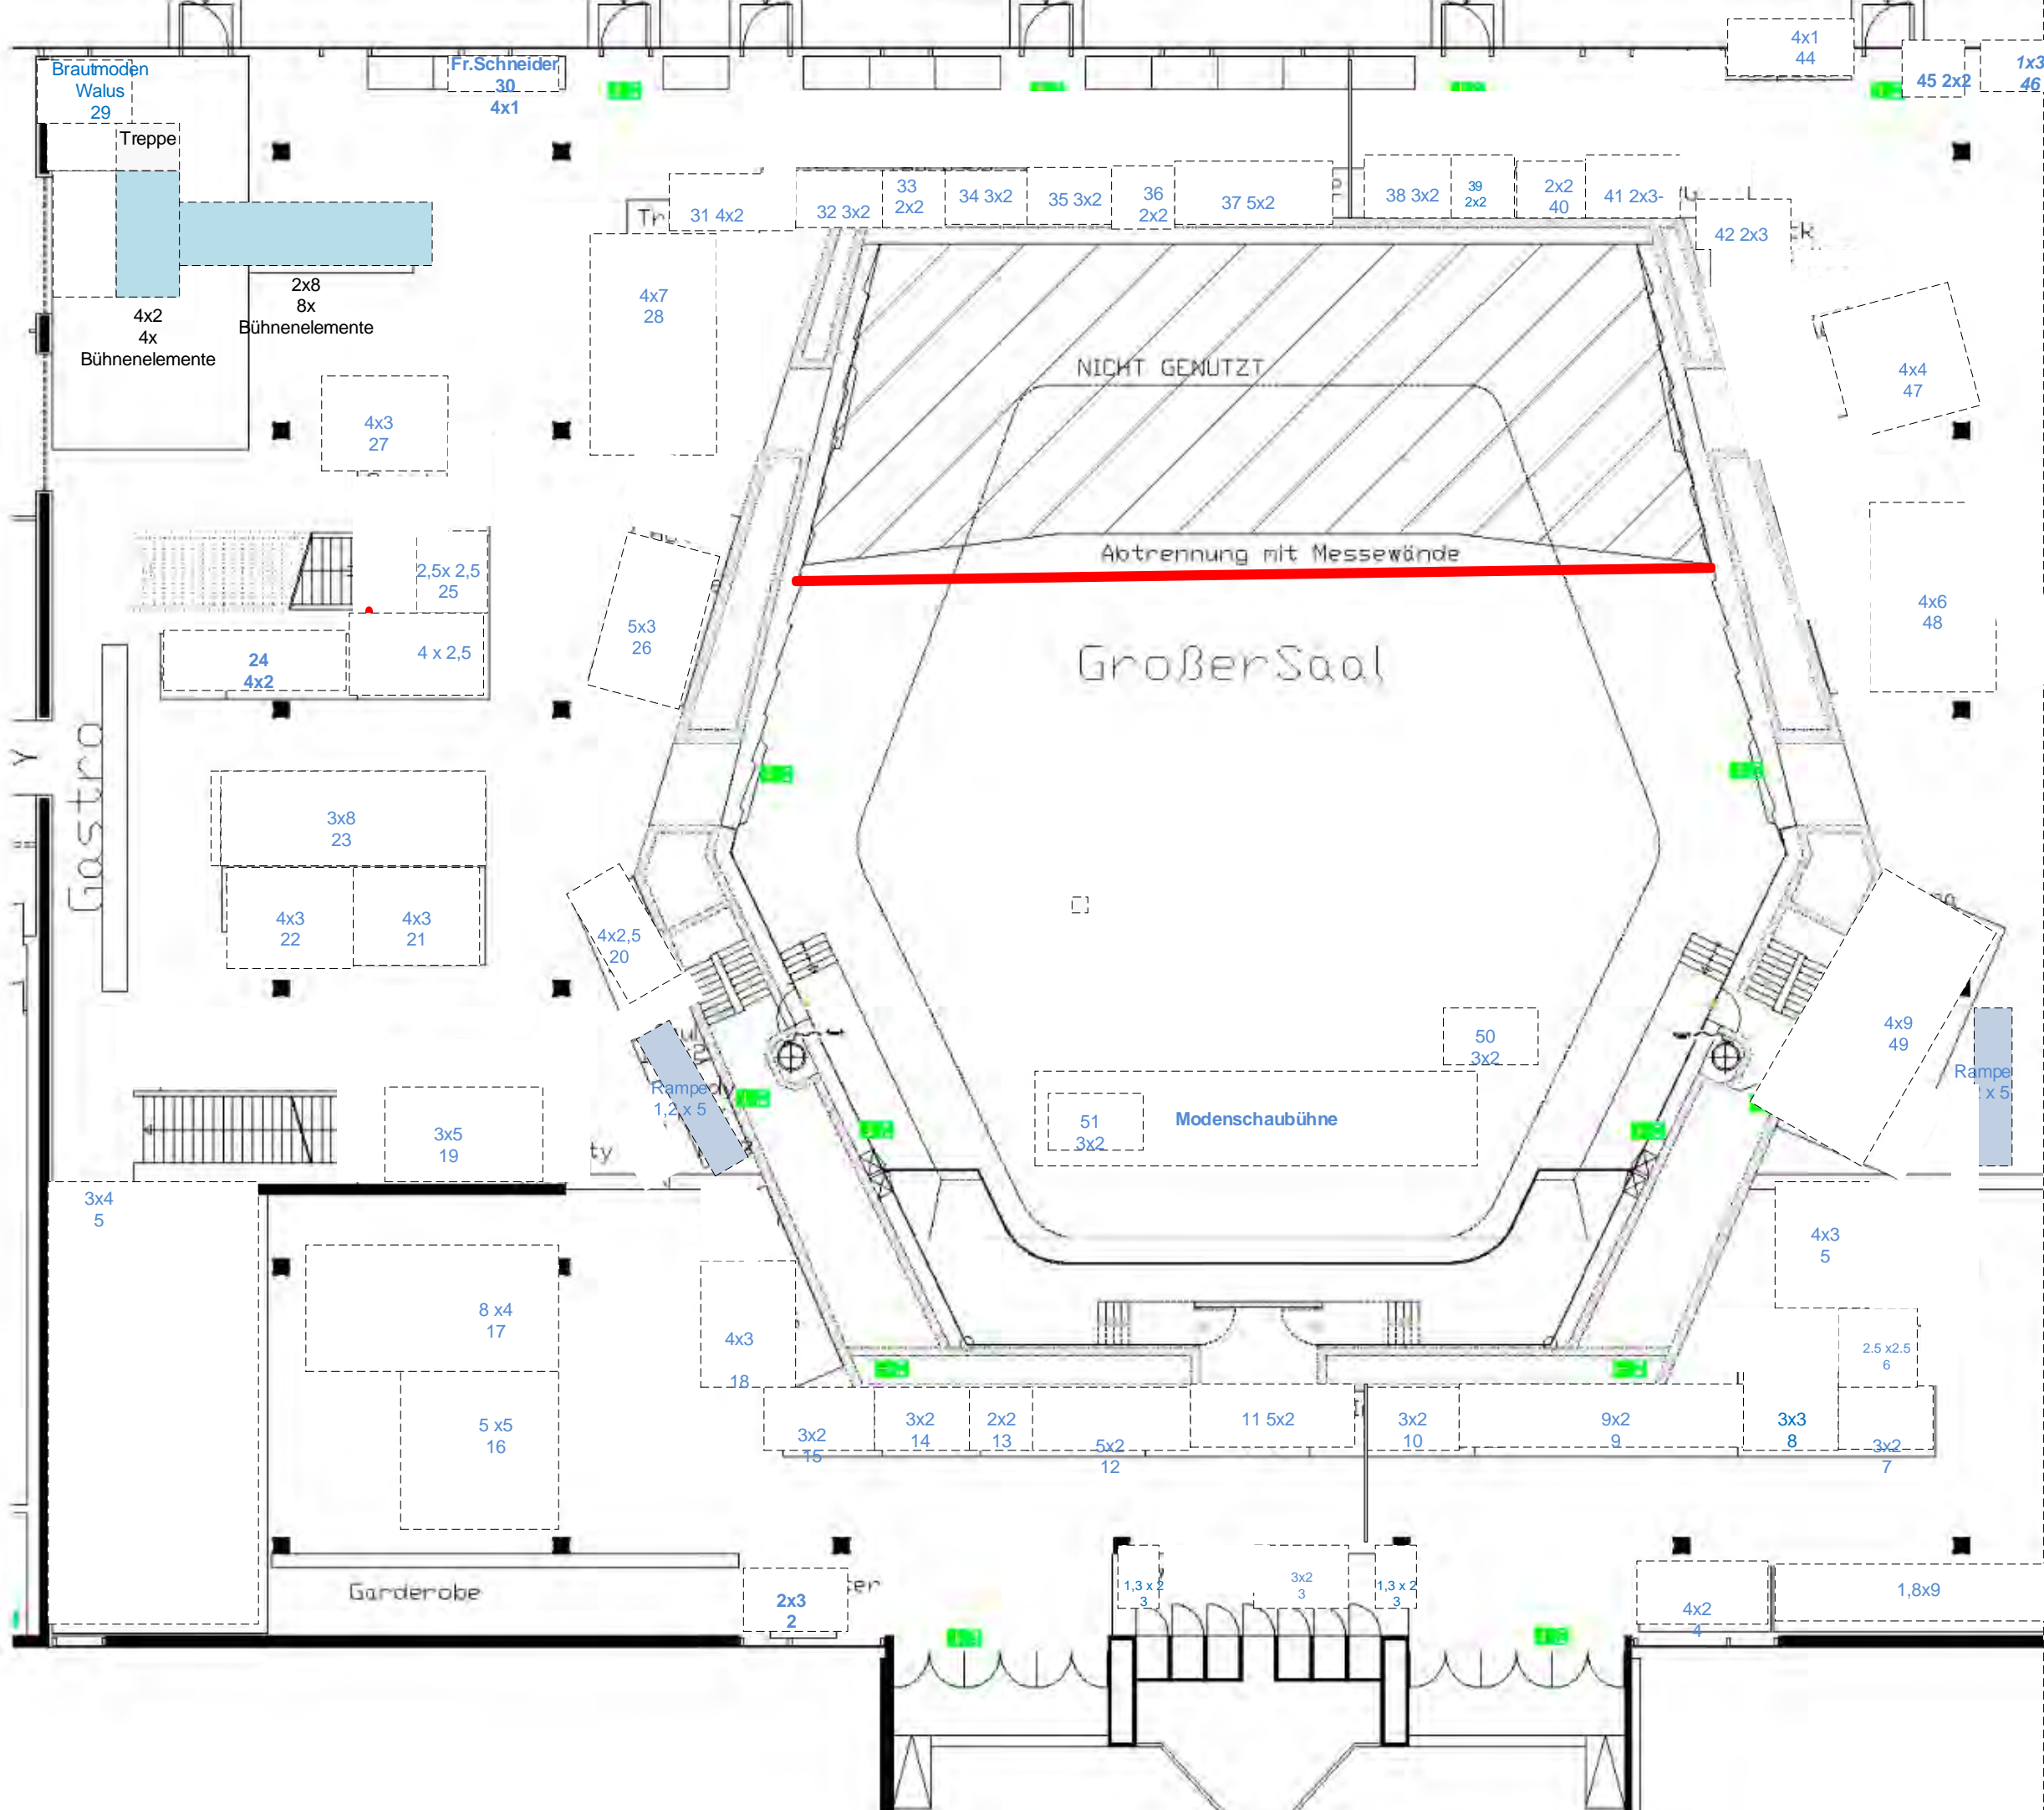 4x1
44
45 2x2
1x3
46
Brautmoden
Walus
29
Fr.Schneider
30
4x1
Treppe
31 4x2
32 3x2
33
2x2
34 3x2
35 3x2
36
2x2
37 5x2
38 3x2
39
2x2
2x2
40
41 2x3-
42 2x3
4x2
4x
Bühnenelemente
2x8
8x
Bühnenelemente
4x7
28
NICHT GENUTZT
4x4
47
4x3
27
Abtrennung mit Messewände
2,5x 2,5
25
4 x 2,5
24
4x2
5x3
26
GroßerSaal
4x6
48
Gastro
Y
3x8
23
4x3
22
4x3
21
4x2,5
20
Rampe
1,2 x 5
50
3x2
51
3x2
Modenschaubühne
4x9
49
Rampe
x 5
3x5
19
ty
3x4
5
4x3
5
8 x4
17
4x3
18
2.5 x2.5
6
5 x5
16
3x2
15
3x2
14
2x2
13
5x2
12
11 5x2
3x2
10
9x2
9
3x3
8
3x2
7
Garderobe
2x3
2
1,3 x 2
3
3x2
3
1,3 x 2
3
4x2
4
1,8x9